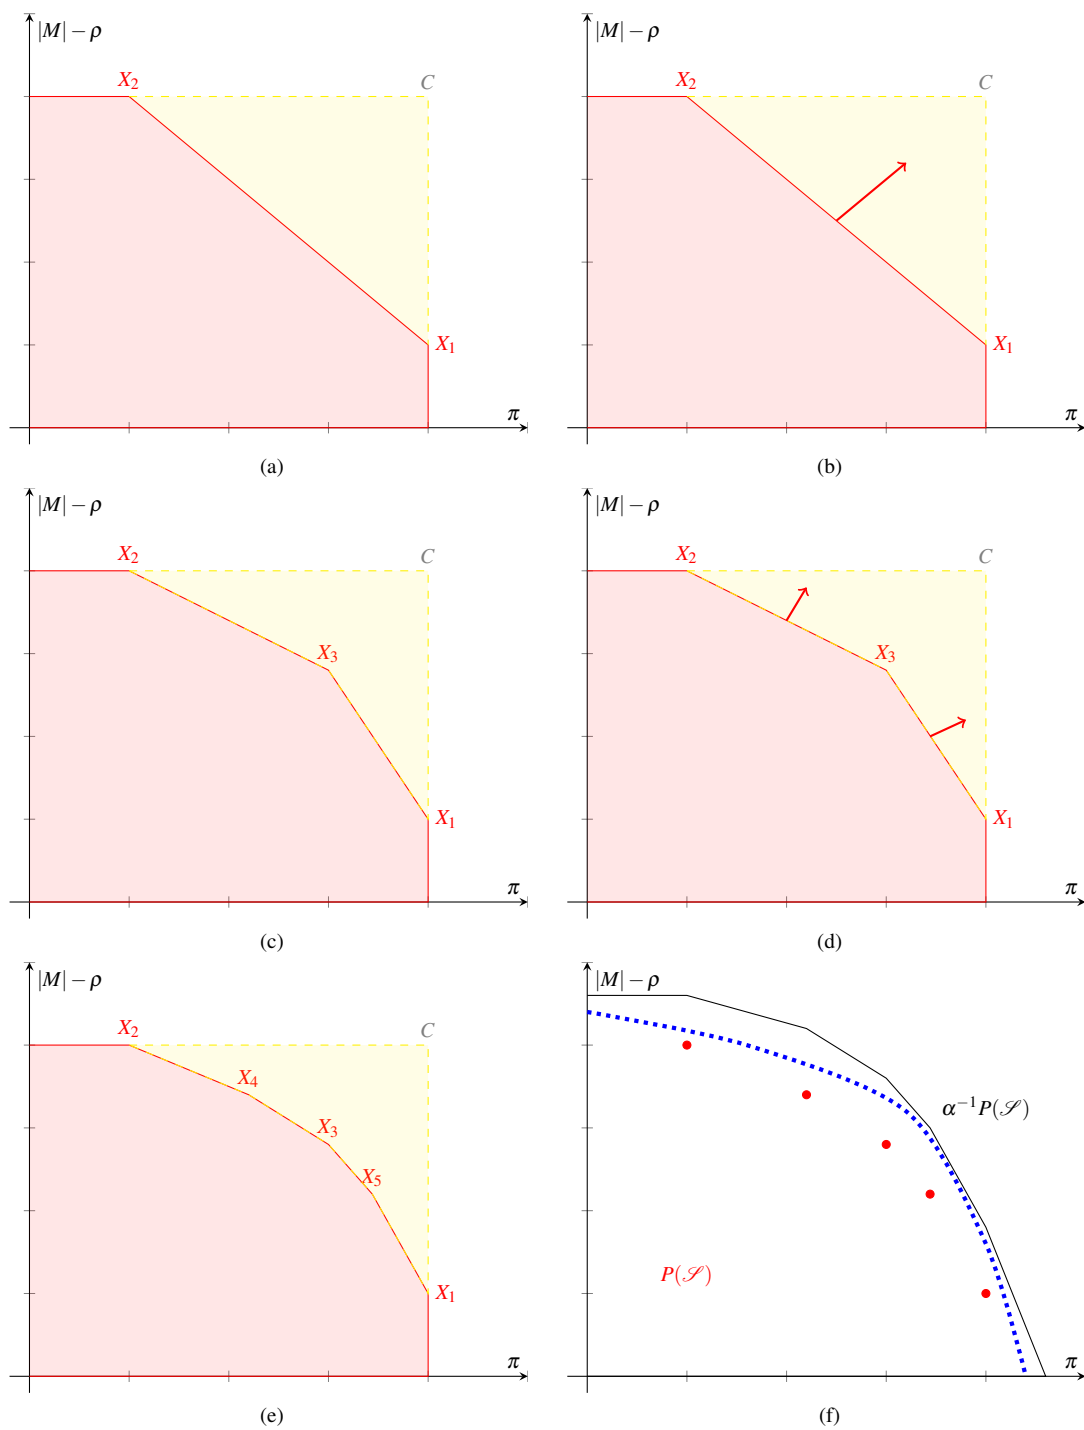 |M| − ρ
X₂
C
X₁
π
(a)
|M| − ρ
X₂
C
X₁
π
(b)
|M| − ρ
X₂
C
X₃
X₁
π
(c)
|M| − ρ
X₂
C
X₃
X₁
π
(d)
|M| − ρ
X₂
C
X₄
X₃
X₅
X₁
π
(e)
|M| − ρ
α⁻¹P(𝒮)
P(𝒮)
π
(f)